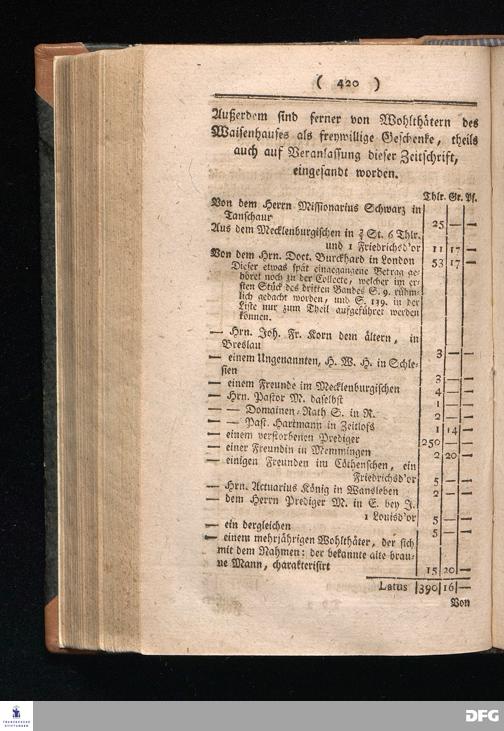 ( 420 )
Außerdem sind ferner von Wohlthätern des
Waisenhauses als freywillige Geschenke, theils
auch auf Veranlassung dieser Zeitschrift,
eingesandt worden.
Thlr. Gr. Pf.
Von dem Herrn Missionarius Schwarz in
Tanschaur 25 — —
Aus dem Mecklenburgischen in ⅔ St. 6 Thlr.
und 1 Friedrichsd'or 11 17 —
Von dem Hrn. Doct. Burckhard in London 53 17 —
Dieser etwas spät eingegangene Betrag ge-
höret noch zu der Collecte, welcher im er-
sten Stück des dritten Bandes S. 9. rühm-
lich gedacht worden, und S. 139. in der
Liste nur zum Theil aufgeführet werden
können.
— Hrn. Joh. Fr. Korn dem ältern, in
Breslau 3 — —
— einem Ungenannten, H. W. H. in Schle-
sien 3 — —
— einem Freunde im Mecklenburgischen 4 — —
— Hrn. Pastor M. daselbst 1 — —
— — Domainen-Rath S. in R. 2 — —
— — Past. Hartmann in Zeitlofs 1 14 —
— einem verstorbenen Prediger 250 — —
— einer Freundin in Memmingen 2 20 —
— einigen Freunden im Cöthenschen, ein
Friedrichsd'or 5 — —
— Hrn. Actuarius König in Wansleben 2 — —
— dem Herrn Prediger M. in E. bey J.
1 Louisd'or 5 — —
— ein dergleichen 5 — —
— einem mehrjährigen Wohlthäter, der sich
mit dem Nahmen: der bekannte alte brau-
ne Mann, charakterisirt 15 20 —
Latus 390 16 —
Von
FRANCKESCHE STIFTUNGEN
DFG